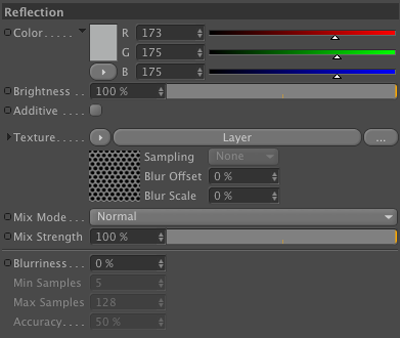 Reflection
Color..... R 173
G 175
B 175
Brightness 100 %
Additive ...
Texture..... Layer ...
Sampling None
Blur Offset 0 %
Blur Scale 0 %
Mix Mode ... Normal
Mix Strength 100 %
Blurriness... 0 %
Min Samples 5
Max Samples 128
Accuracy.... 50 %